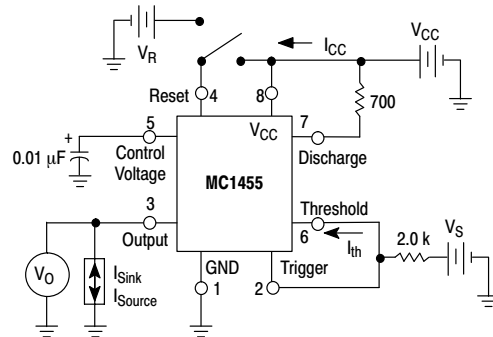 V_R
I_CC
V_CC
Reset
4
8
700
5
V_CC
7
+
0.01 μF
Control
Voltage
Discharge
MC1455
3
Threshold
Output
6
I_th
2.0 k
V_S
V_O
I_Sink
I_Source
GND
1
Trigger
2